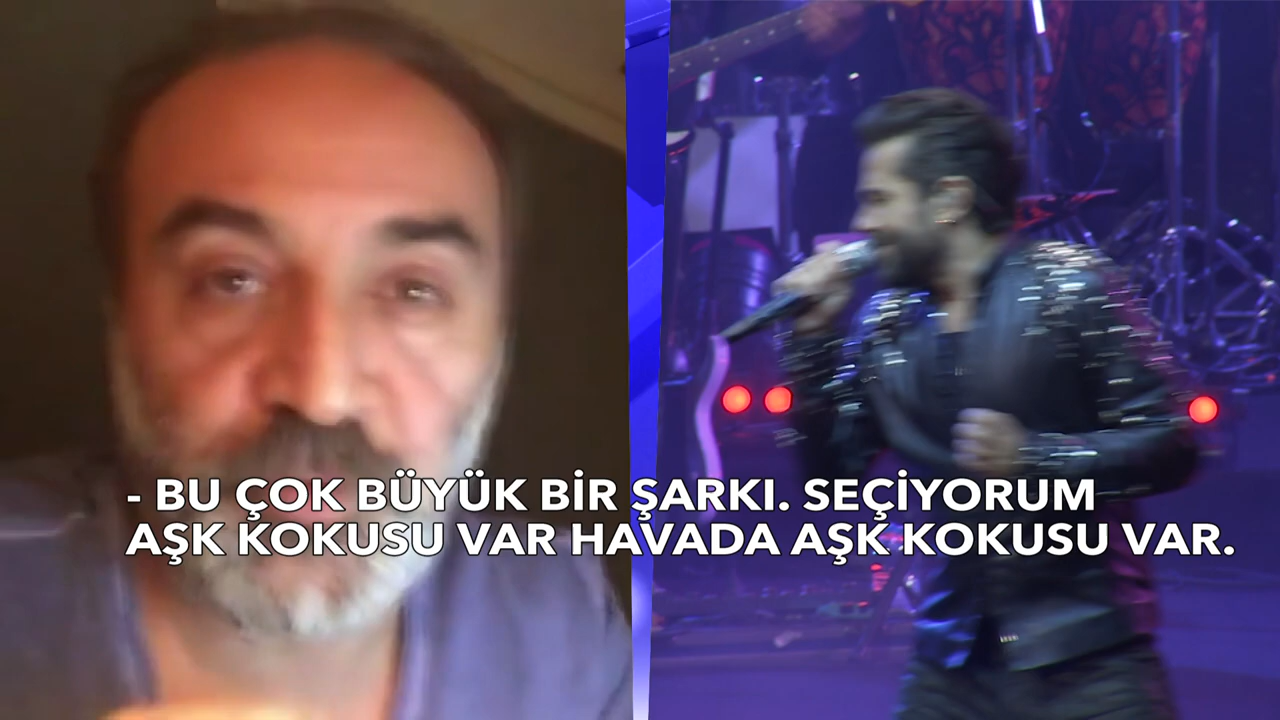 - BU ÇOK BÜYÜK BİR ŞARKI. SEÇİYORUM
AŞK KOKUSU VAR HAVADA AŞK KOKUSU VAR.